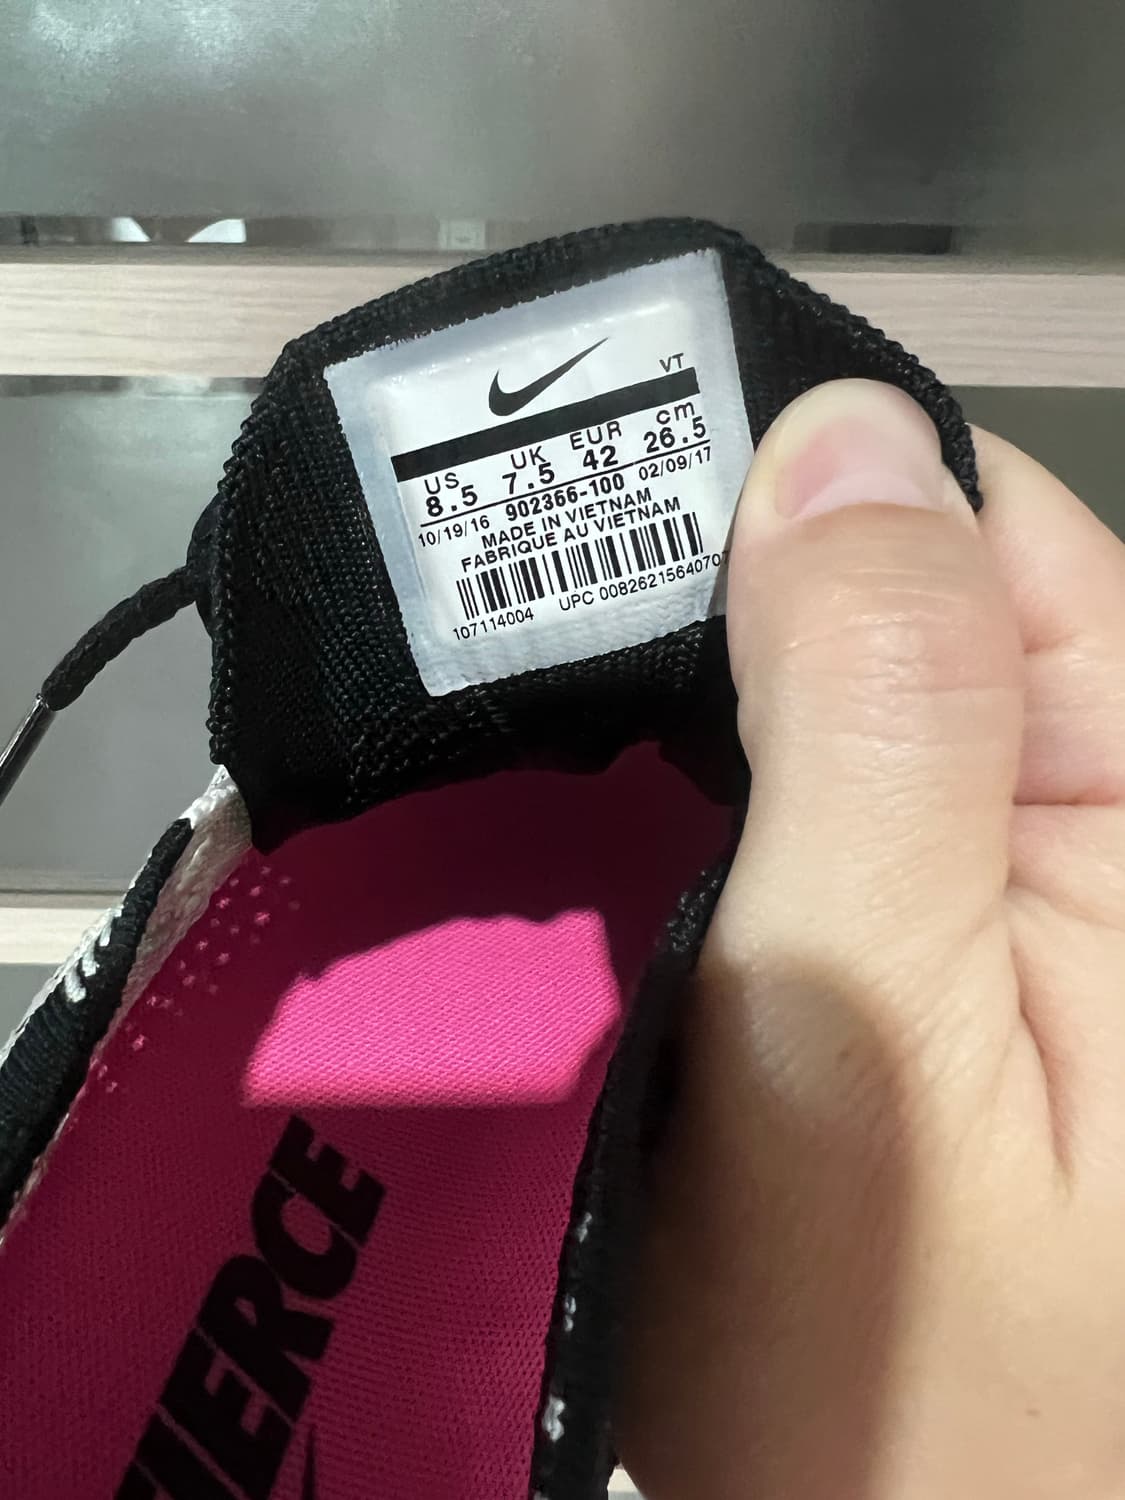 VT
US UK EUR cm
8.5 7.5 42 26.5
10/19/16 902366-100 02/09/17
MADE IN VIETNAM
FABRIQUE AU VIETNAM
107114004 UPC 0082621564070
IERCE